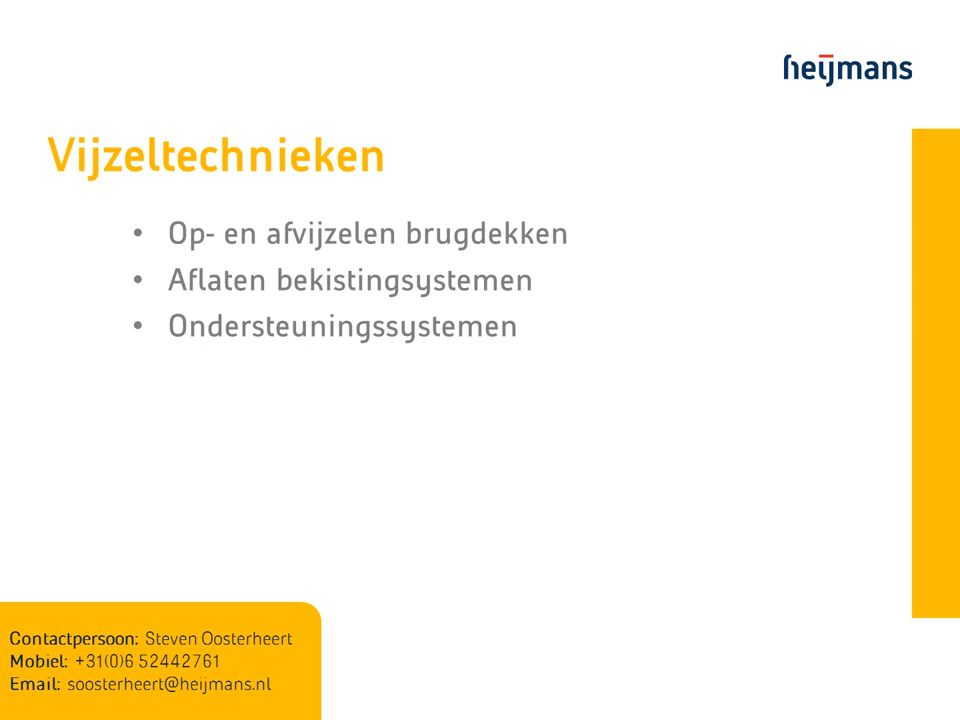 heijmans
Vijzeltechnieken
• Op- en afvijzelen brugdekken
• Aflaten bekistingsystemen
• Ondersteuningssystemen
Contactpersoon: Steven Oosterheert
Mobiel: +31(0)6 52442761
Email: soosterheert@heijmans.nl